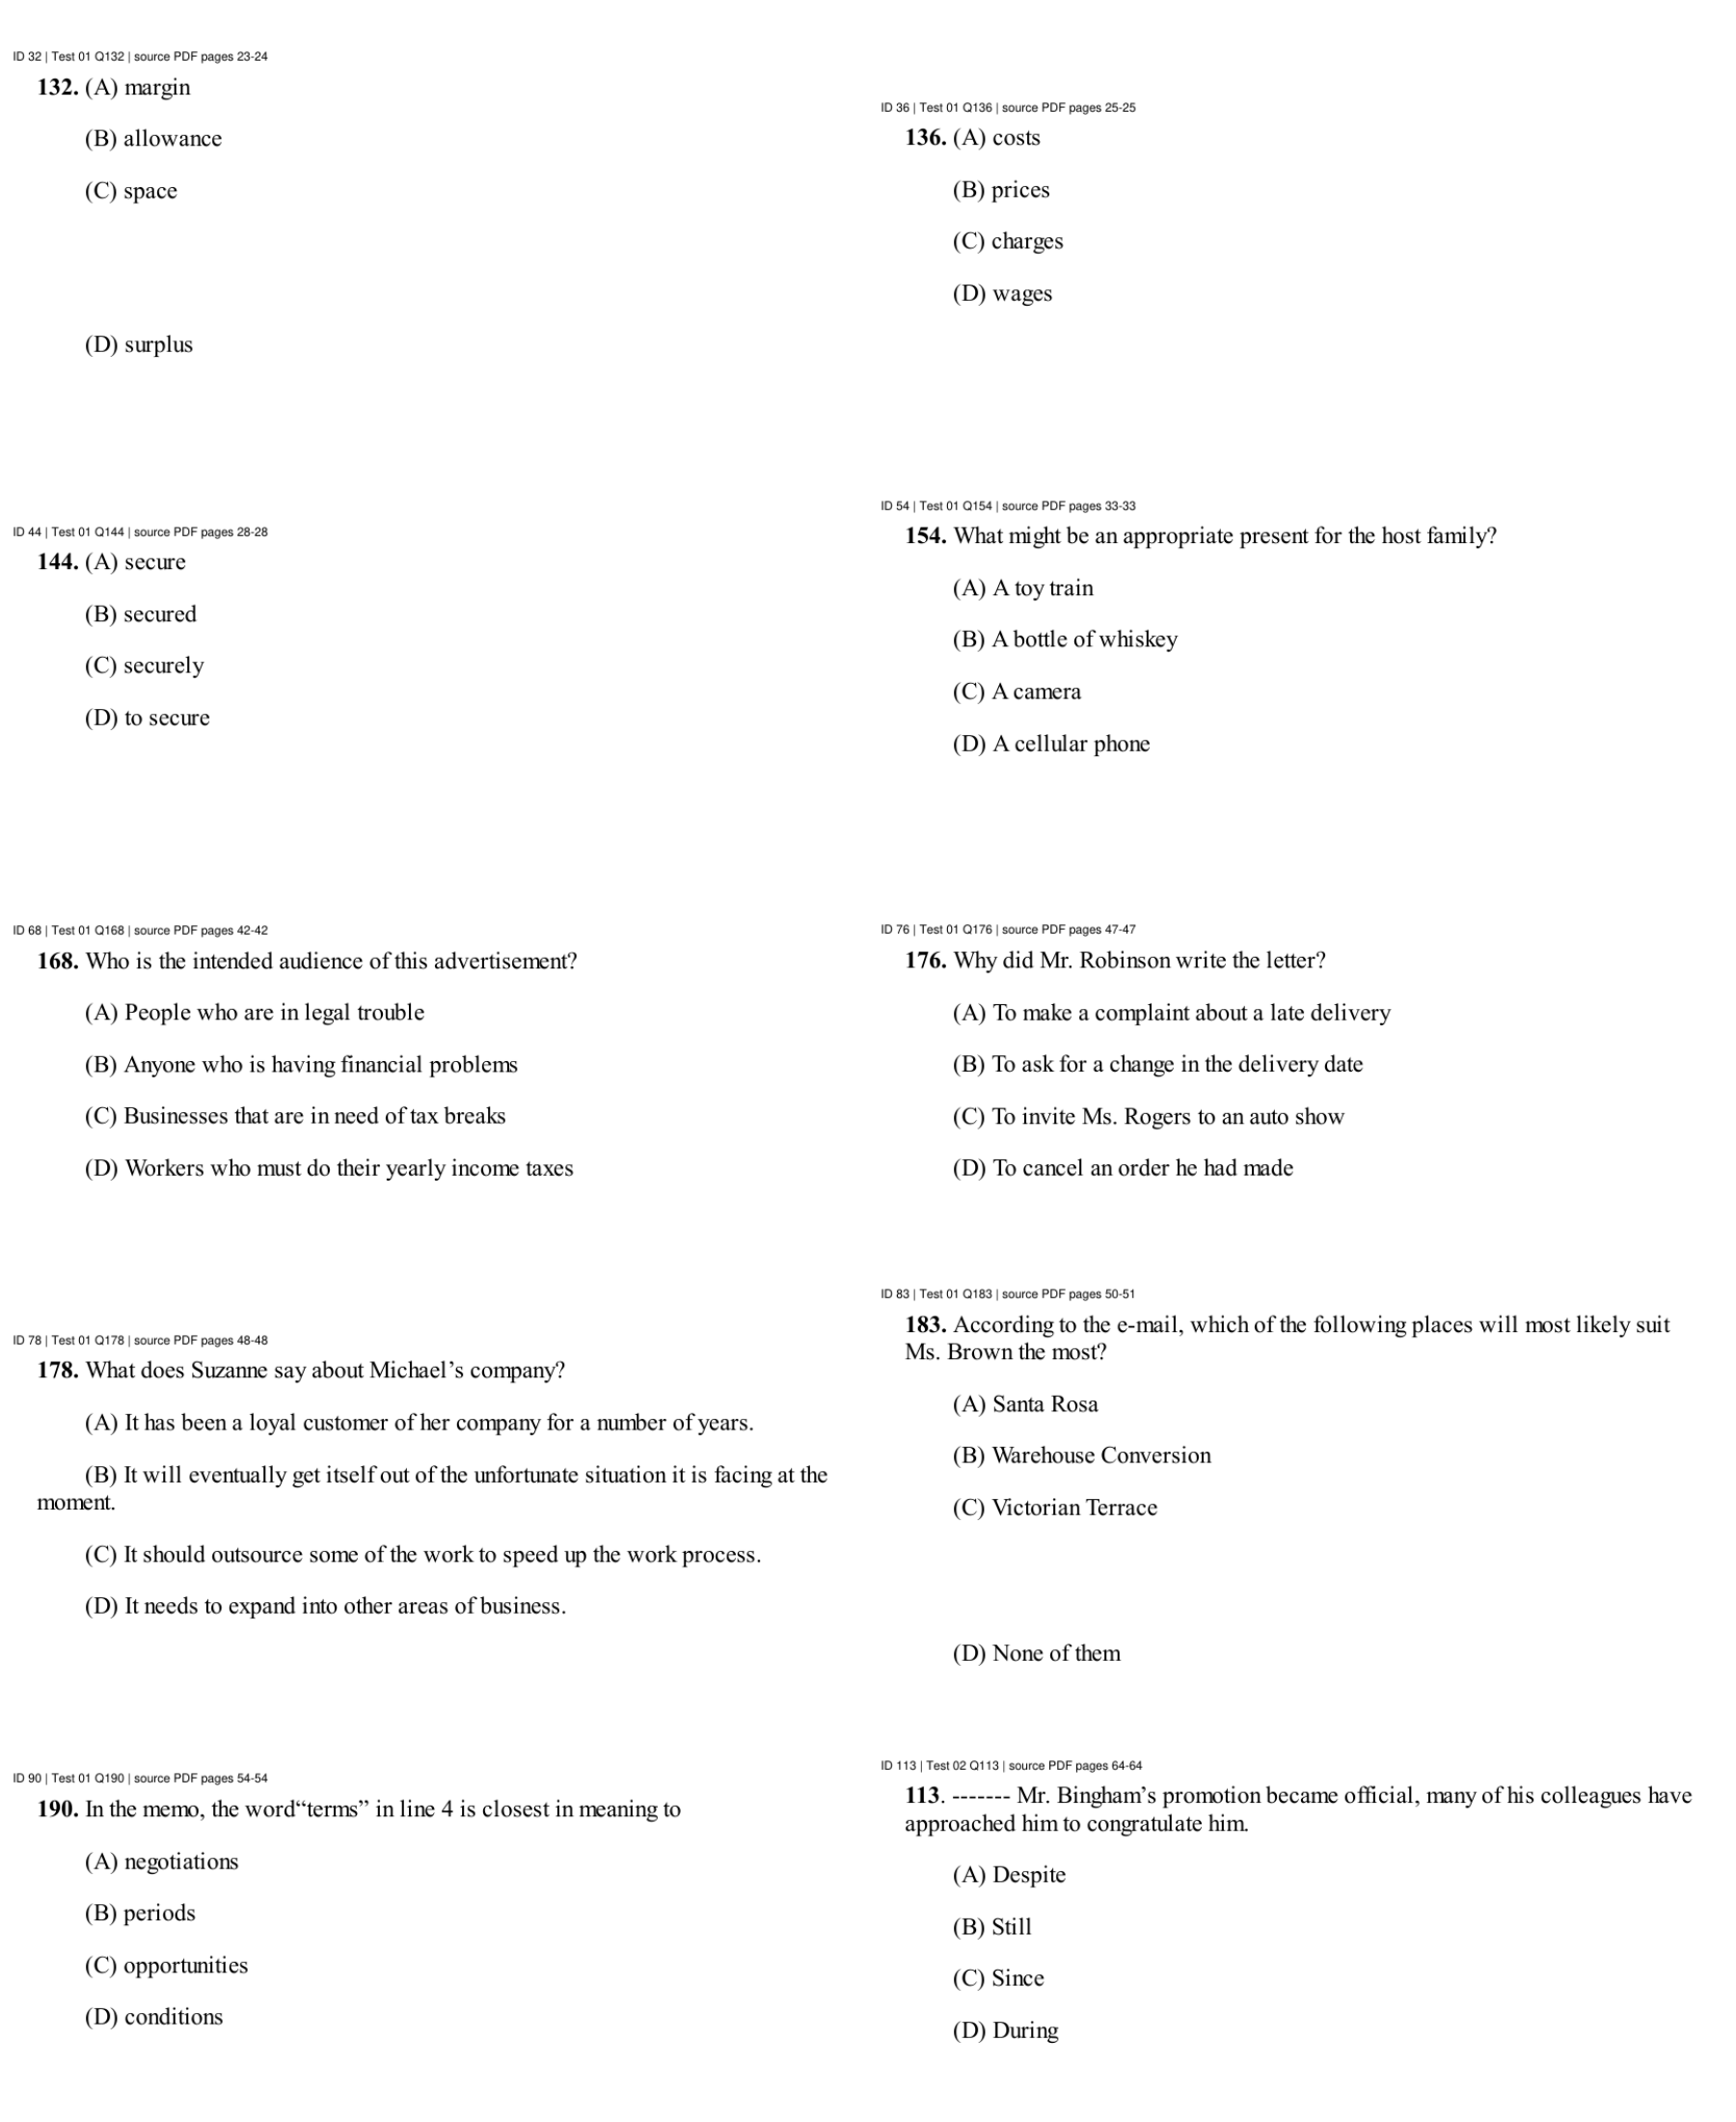 ID 32 | Test 01 Q132 | source PDF pages 23-24
132. (A) margin
(B) allowance
(C) space
(D) surplus
ID 36 | Test 01 Q136 | source PDF pages 25-25
136. (A) costs
(B) prices
(C) charges
(D) wages
ID 44 | Test 01 Q144 | source PDF pages 28-28
144. (A) secure
(B) secured
(C) securely
(D) to secure
ID 54 | Test 01 Q154 | source PDF pages 33-33
154. What might be an appropriate present for the host family?
(A) A toy train
(B) A bottle of whiskey
(C) A camera
(D) A cellular phone
ID 68 | Test 01 Q168 | source PDF pages 42-42
168. Who is the intended audience of this advertisement?
(A) People who are in legal trouble
(B) Anyone who is having financial problems
(C) Businesses that are in need of tax breaks
(D) Workers who must do their yearly income taxes
ID 76 | Test 01 Q176 | source PDF pages 47-47
176. Why did Mr. Robinson write the letter?
(A) To make a complaint about a late delivery
(B) To ask for a change in the delivery date
(C) To invite Ms. Rogers to an auto show
(D) To cancel an order he had made
ID 78 | Test 01 Q178 | source PDF pages 48-48
178. What does Suzanne say about Michael’s company?
(A) It has been a loyal customer of her company for a number of years.
(B) It will eventually get itself out of the unfortunate situation it is facing at the
moment.
(C) It should outsource some of the work to speed up the work process.
(D) It needs to expand into other areas of business.
ID 83 | Test 01 Q183 | source PDF pages 50-51
183. According to the e-mail, which of the following places will most likely suit
Ms. Brown the most?
(A) Santa Rosa
(B) Warehouse Conversion
(C) Victorian Terrace
(D) None of them
ID 90 | Test 01 Q190 | source PDF pages 54-54
190. In the memo, the word“terms” in line 4 is closest in meaning to
(A) negotiations
(B) periods
(C) opportunities
(D) conditions
ID 113 | Test 02 Q113 | source PDF pages 64-64
113. ------- Mr. Bingham’s promotion became official, many of his colleagues have
approached him to congratulate him.
(A) Despite
(B) Still
(C) Since
(D) During